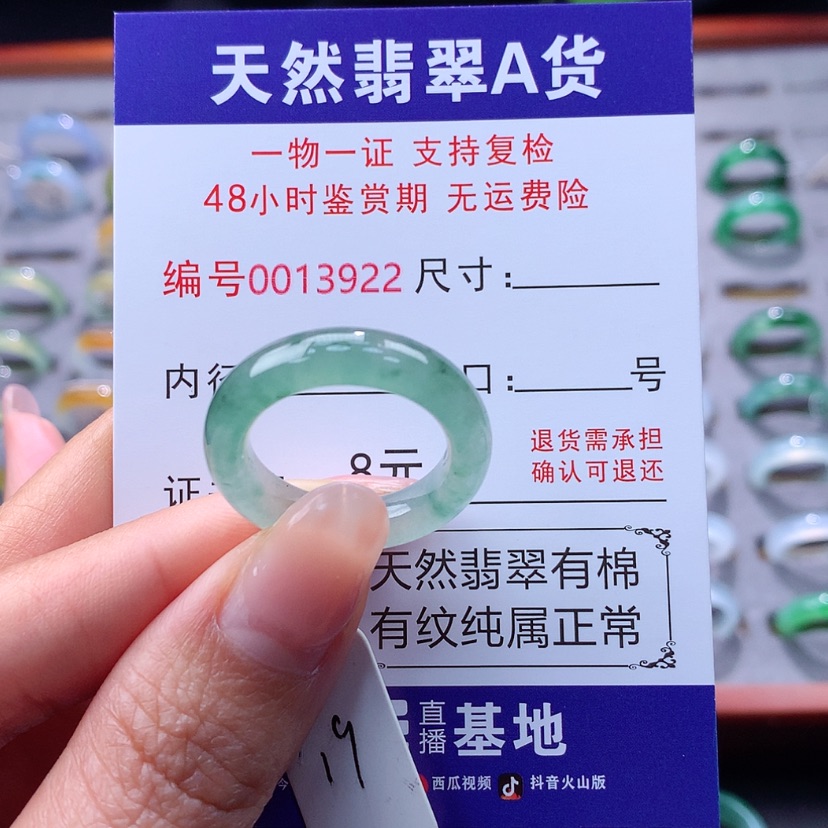 天然翡翠A货
一物一证 支持复检
48小时鉴赏期 无运费险
编号0013922 尺寸:
内径 口: 号
退货需承担
确认可退还
证 8元
天然翡翠有棉
有纹纯属正常
直播基地
西瓜视频 抖音火山版
19